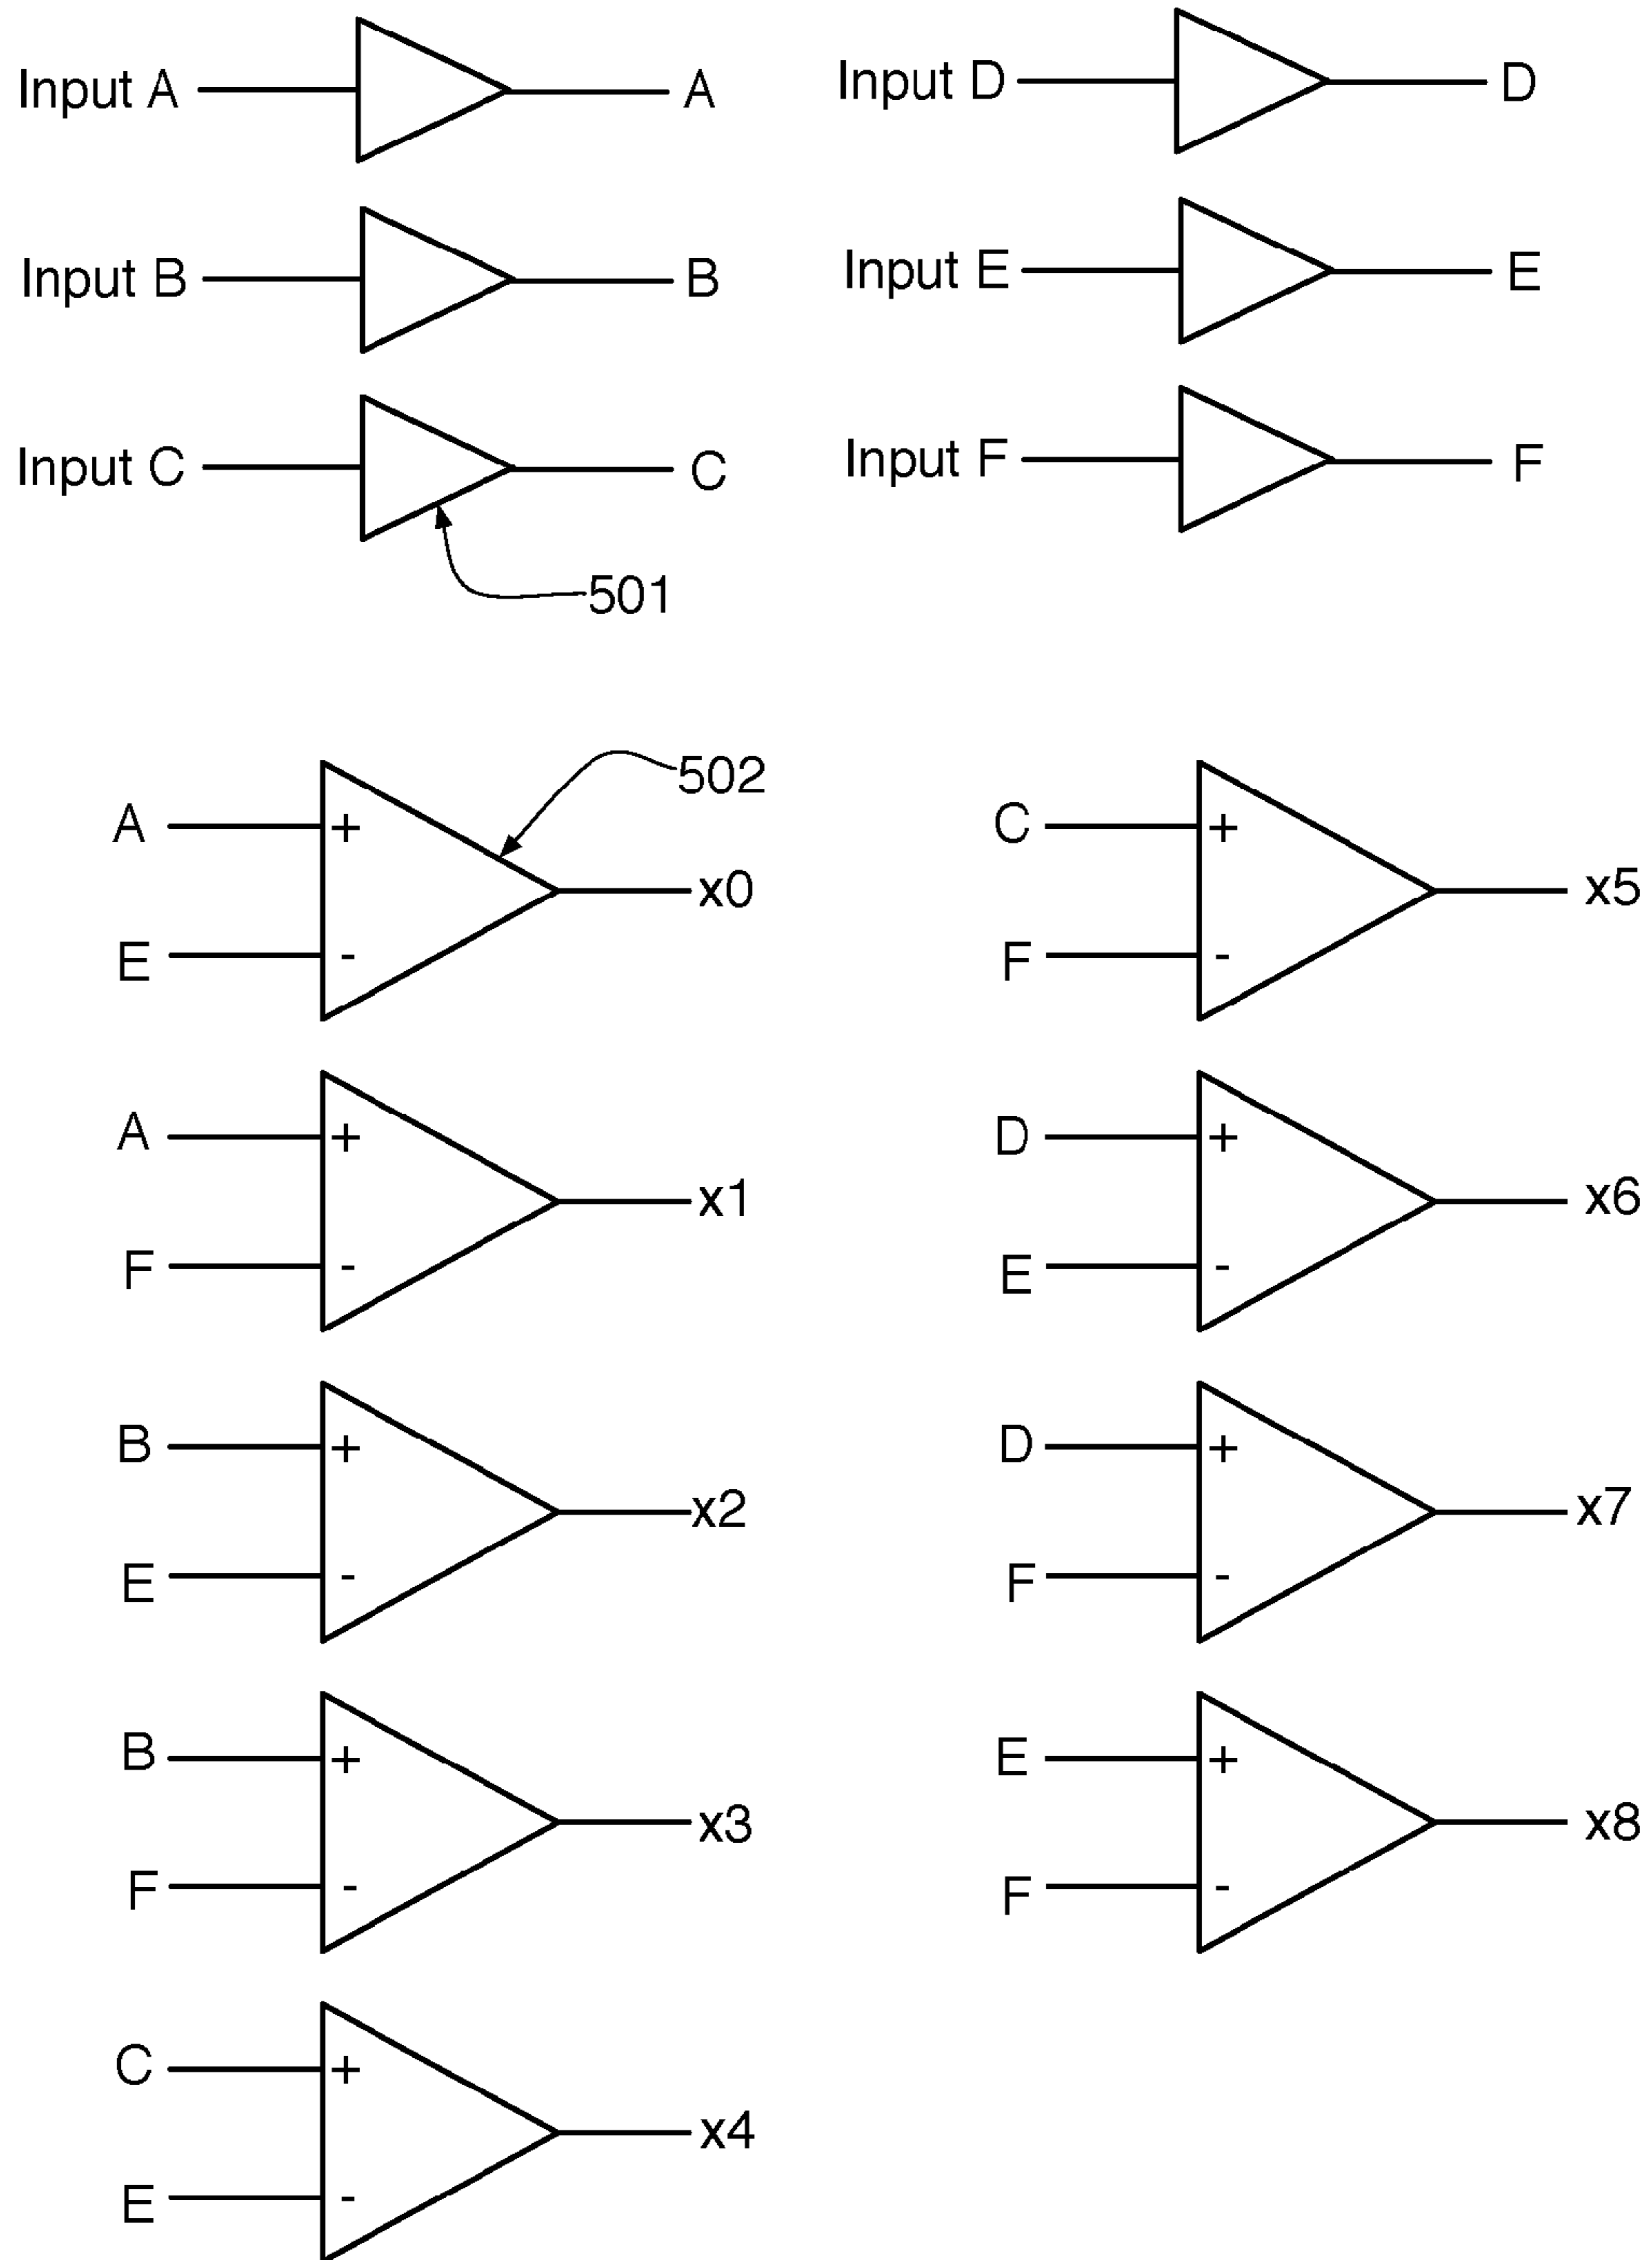 Input A A
Input D D
Input B B
Input E E
Input C C
Input F F
501
502
A + x0
E -
C + x5
F -
A + x1
F -
D + x6
E -
B + x2
E -
D + x7
F -
B + x3
F -
E + x8
F -
C + x4
E -